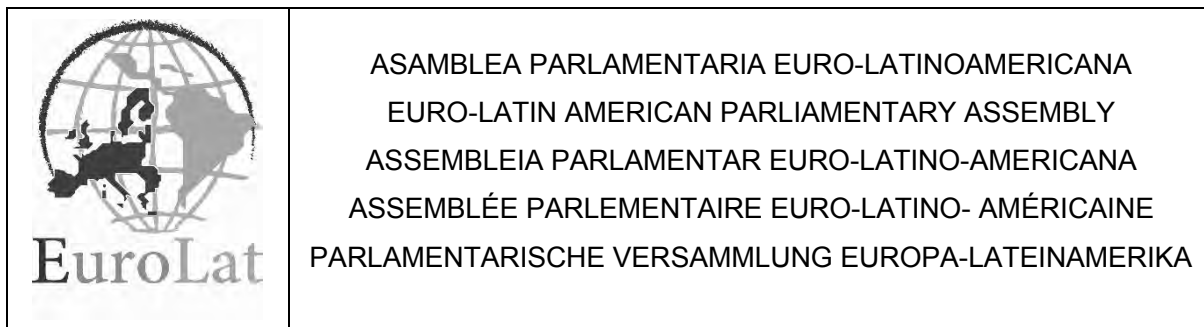 EuroLat
ASAMBLEA PARLAMENTARIA EURO-LATINOAMERICANA
EURO-LATIN AMERICAN PARLIAMENTARY ASSEMBLY
ASSEMBLEIA PARLAMENTAR EURO-LATINO-AMERICANA
ASSEMBLÉE PARLEMENTAIRE EURO-LATINO- AMÉRICAINE
PARLAMENTARISCHE VERSAMMLUNG EUROPA-LATEINAMERIKA